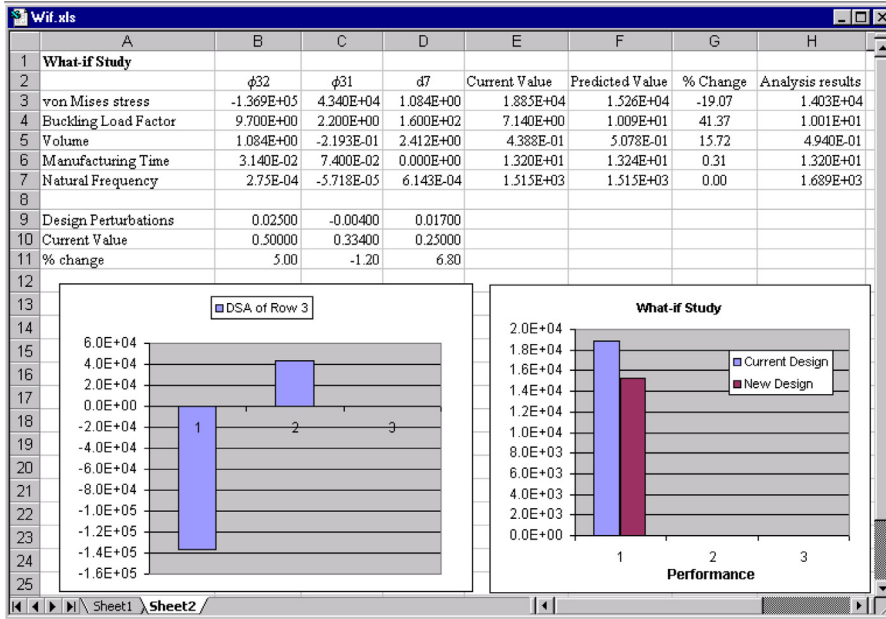 Wif.xls
A B C D E F G H
1 What-if Study
2 ϕ32 ϕ31 d7 Current Value Predicted Value % Change Analysis results
3 von Mises stress -1.369E+05 4.340E+04 1.084E+00 1.885E+04 1.526E+04 -19.07 1.403E+04
4 Buckling Load Factor 9.700E+00 2.200E+00 1.600E+02 7.140E+00 1.009E+01 41.37 1.001E+01
5 Volume 1.084E+00 -2.193E-01 2.412E+00 4.388E-01 5.078E-01 15.72 4.940E-01
6 Manufacturing Time 3.140E-02 7.400E-02 0.000E+00 1.320E+01 1.324E+01 0.31 1.320E+01
7 Natural Frequency 2.75E-04 -5.718E-05 6.143E-04 1.515E+03 1.515E+03 0.00 1.689E+03
8
9 Design Perturbations 0.02500 -0.00400 0.01700
10 Current Value 0.50000 0.33400 0.25000
11 % change 5.00 -1.20 6.80
12
13
14
15
16
17
18
19
20
21
22
23
24
25
DSA of Row 3
6.0E+04
4.0E+04
2.0E+04
0.0E+00
-2.0E+04
-4.0E+04
-6.0E+04
-8.0E+04
-1.0E+05
-1.2E+05
-1.4E+05
-1.6E+05
1 2 3
What-if Study
2.0E+04
1.8E+04
1.6E+04
1.4E+04
1.2E+04
1.0E+04
8.0E+03
6.0E+03
4.0E+03
2.0E+03
0.0E+00
Current Design
New Design
1 2 3
Performance
Sheet1 Sheet2